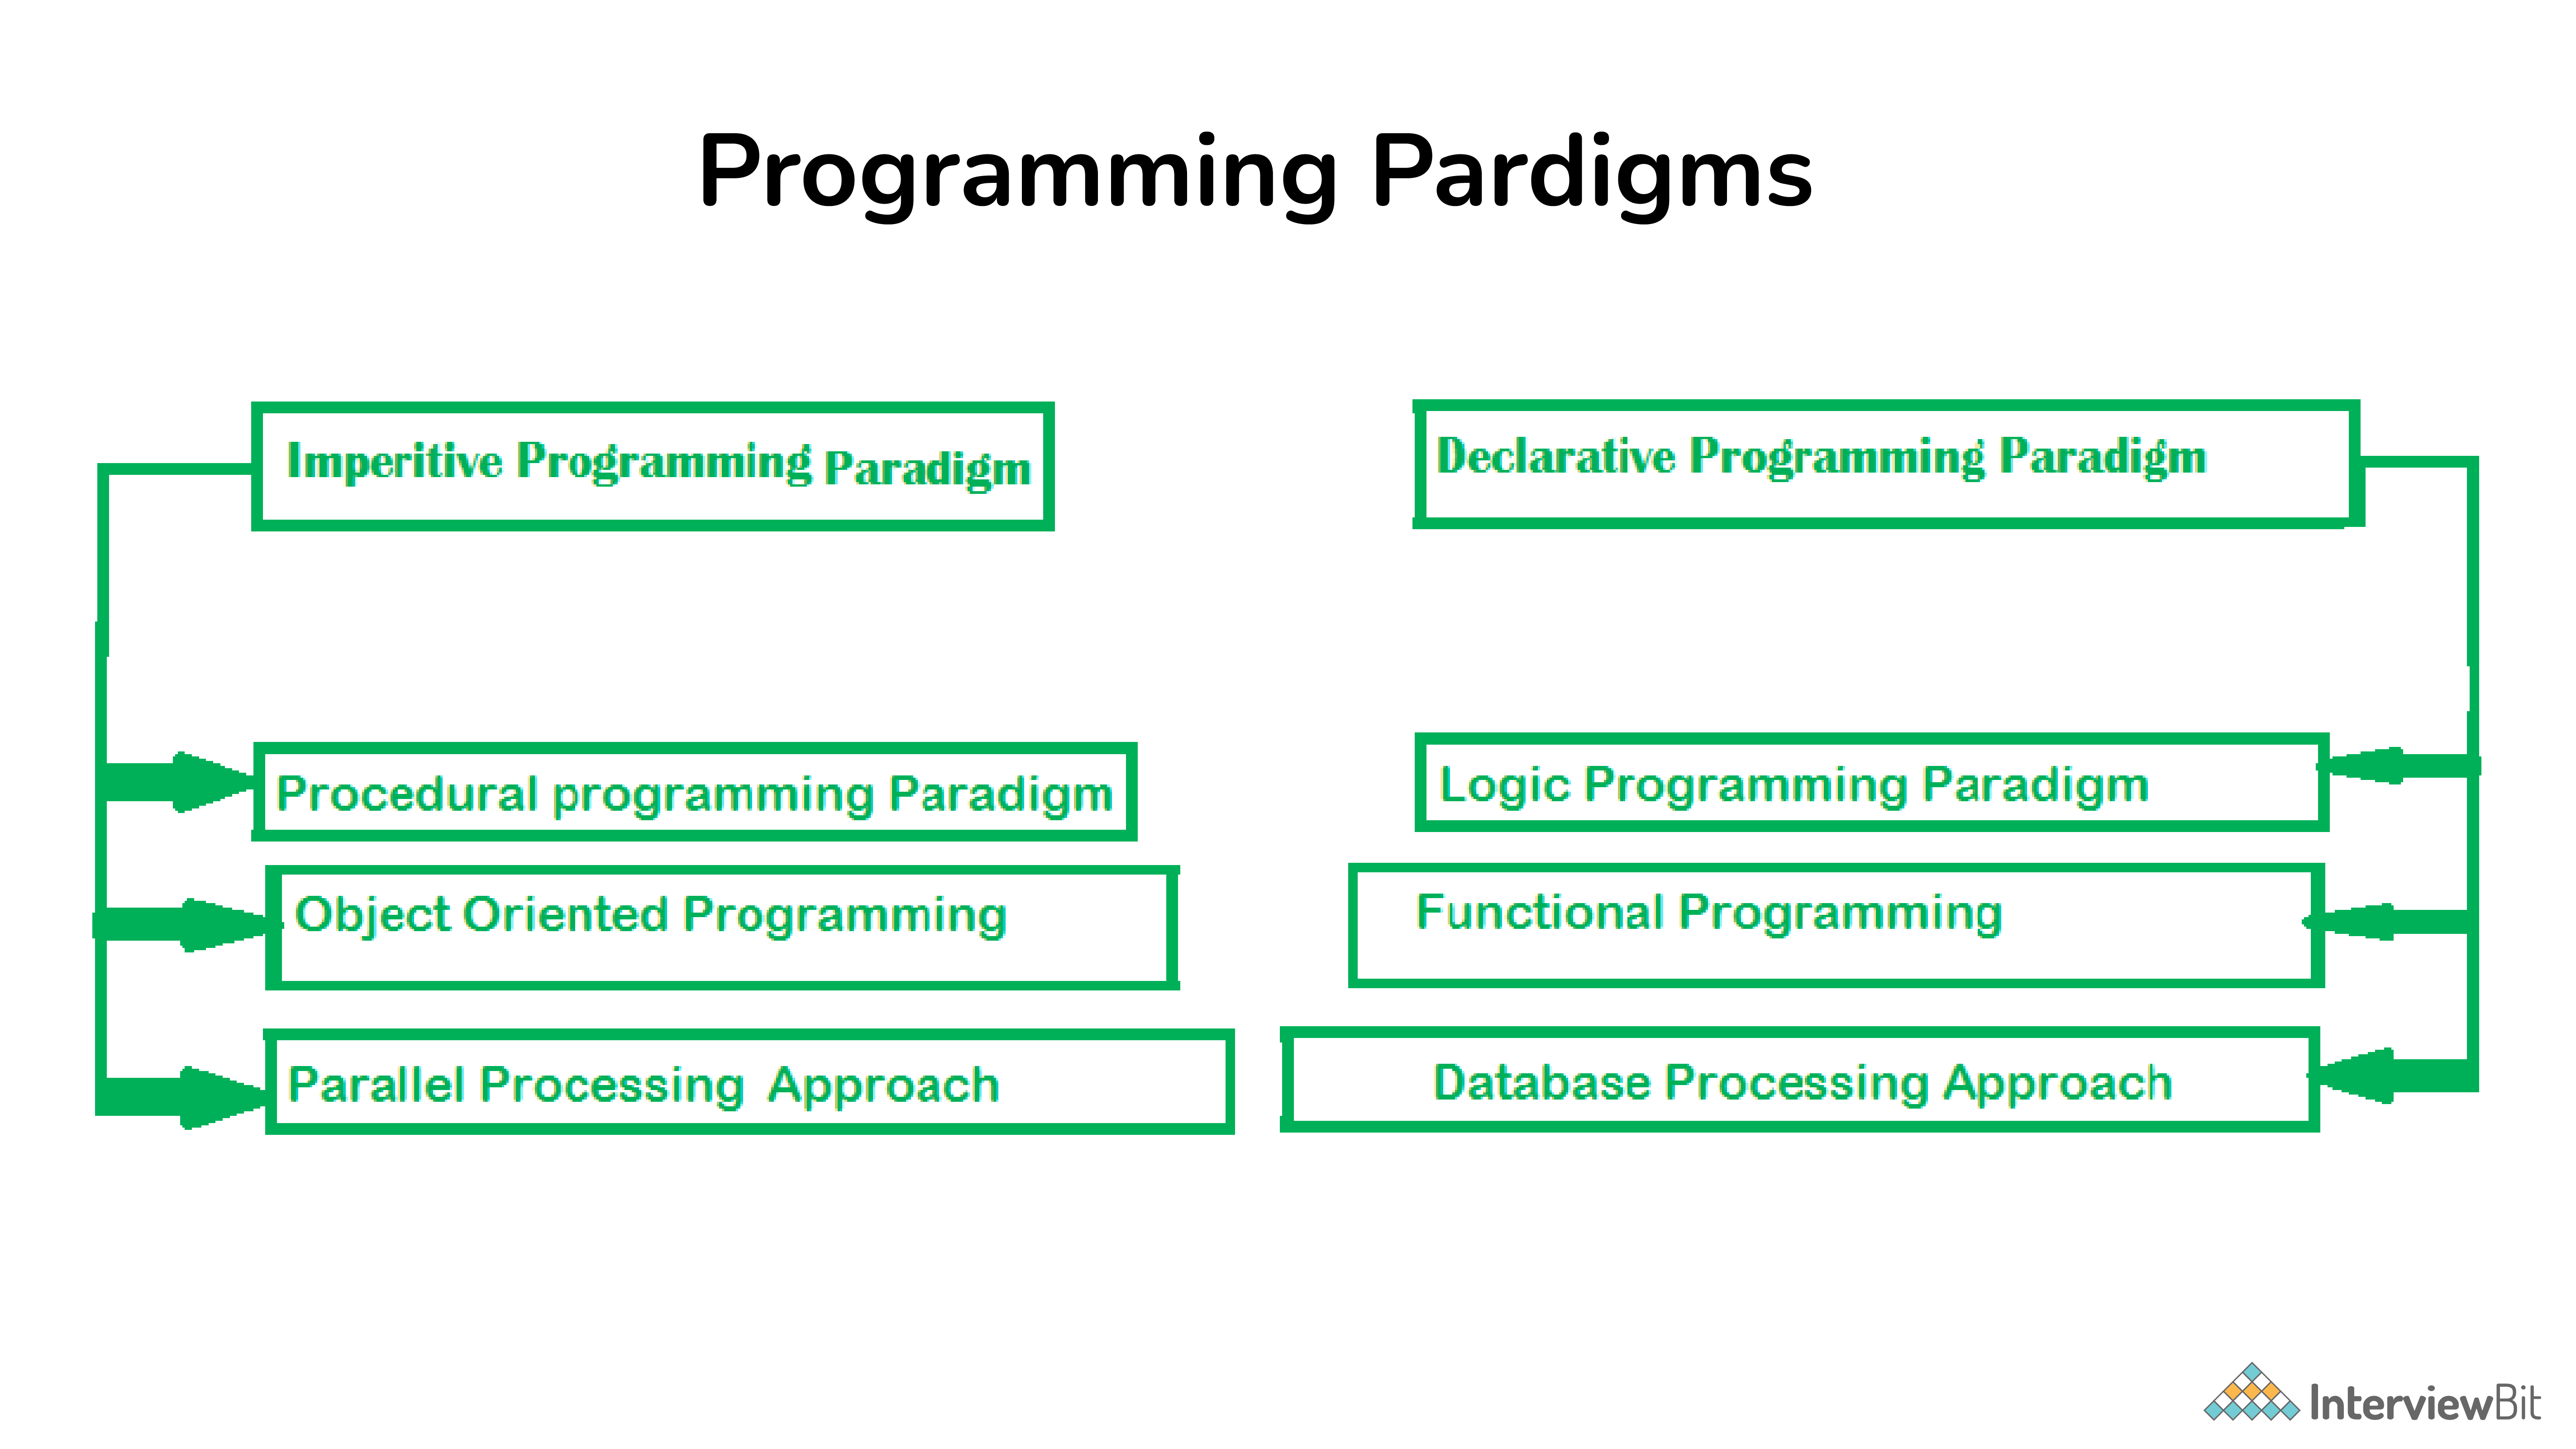 Programming Pardigms
Imperitive Programming Paradigm
Declarative Programming Paradigm
Procedural programming Paradigm
Logic Programming Paradigm
Object Oriented Programming
Functional Programming
Parallel Processing Approach
Database Processing Approach
InterviewBit